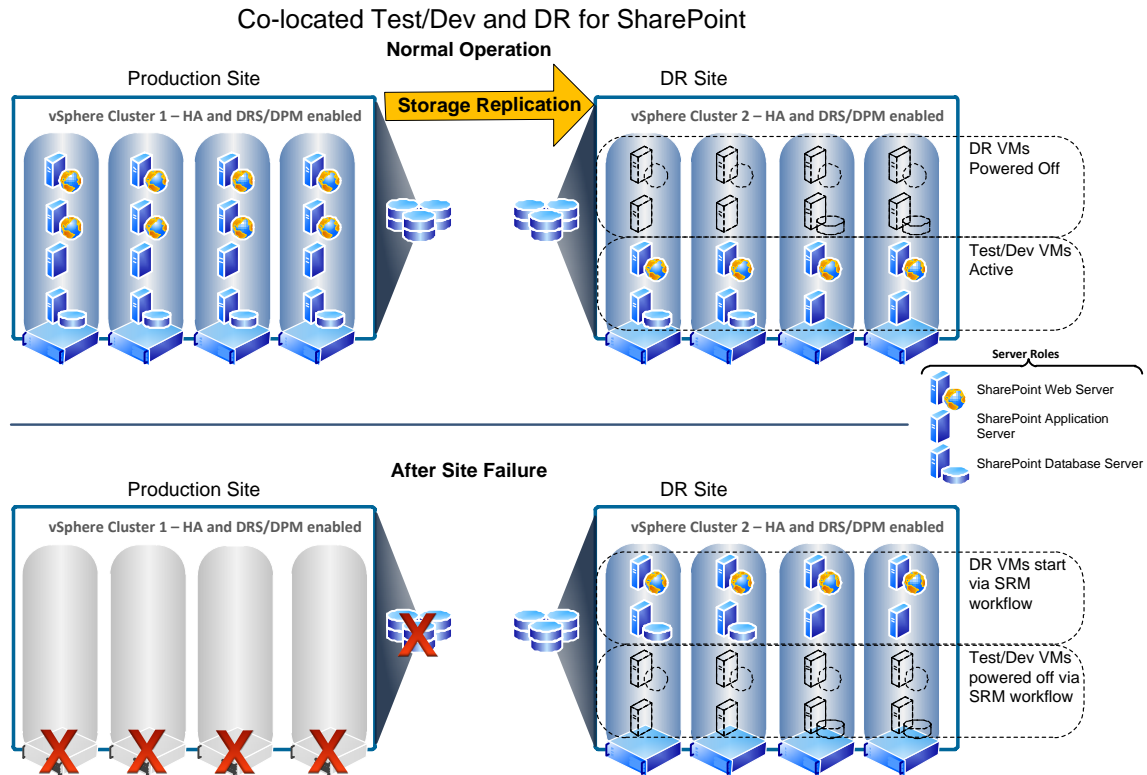 Co-located Test/Dev and DR for SharePoint
Normal Operation
Production Site
DR Site
Storage Replication
vSphere Cluster 1 – HA and DRS/DPM enabled
vSphere Cluster 2 – HA and DRS/DPM enabled
DR VMs
Powered Off
Test/Dev VMs
Active
Server Roles
SharePoint Web Server
SharePoint Application
Server
SharePoint Database Server
After Site Failure
Production Site
DR Site
vSphere Cluster 1 – HA and DRS/DPM enabled
vSphere Cluster 2 – HA and DRS/DPM enabled
DR VMs start
via SRM
workflow
Test/Dev VMs
powered off via
SRM workflow
X
X
X
X
X